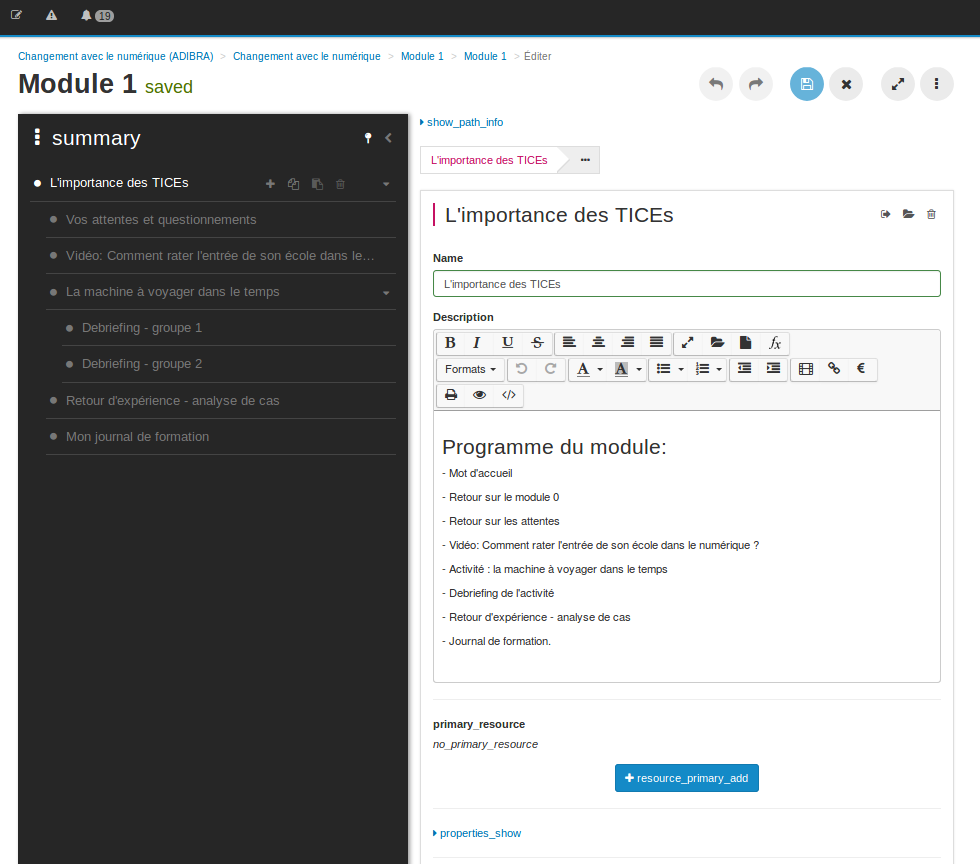 19
Changement avec le numérique (ADIBRA) > Changement avec le numérique > Module 1 > Module 1 > Éditer
Module 1 saved
summary
L'importance des TICEs
Vos attentes et questionnements
Vidéo: Comment rater l'entrée de son école dans le…
La machine à voyager dans le temps
Debriefing - groupe 1
Debriefing - groupe 2
Retour d'expérience - analyse de cas
Mon journal de formation
show_path_info
L'importance des TICEs
L'importance des TICEs
Name
L'importance des TICEs
Description
B I U S fx
Formats A A €
</>
Programme du module:
- Mot d'accueil
- Retour sur le module 0
- Retour sur les attentes
- Vidéo: Comment rater l'entrée de son école dans le numérique ?
- Activité : la machine à voyager dans le temps
- Debriefing de l'activité
- Retour d'expérience - analyse de cas
- Journal de formation.
primary_resource
no_primary_resource
resource_primary_add
properties_show